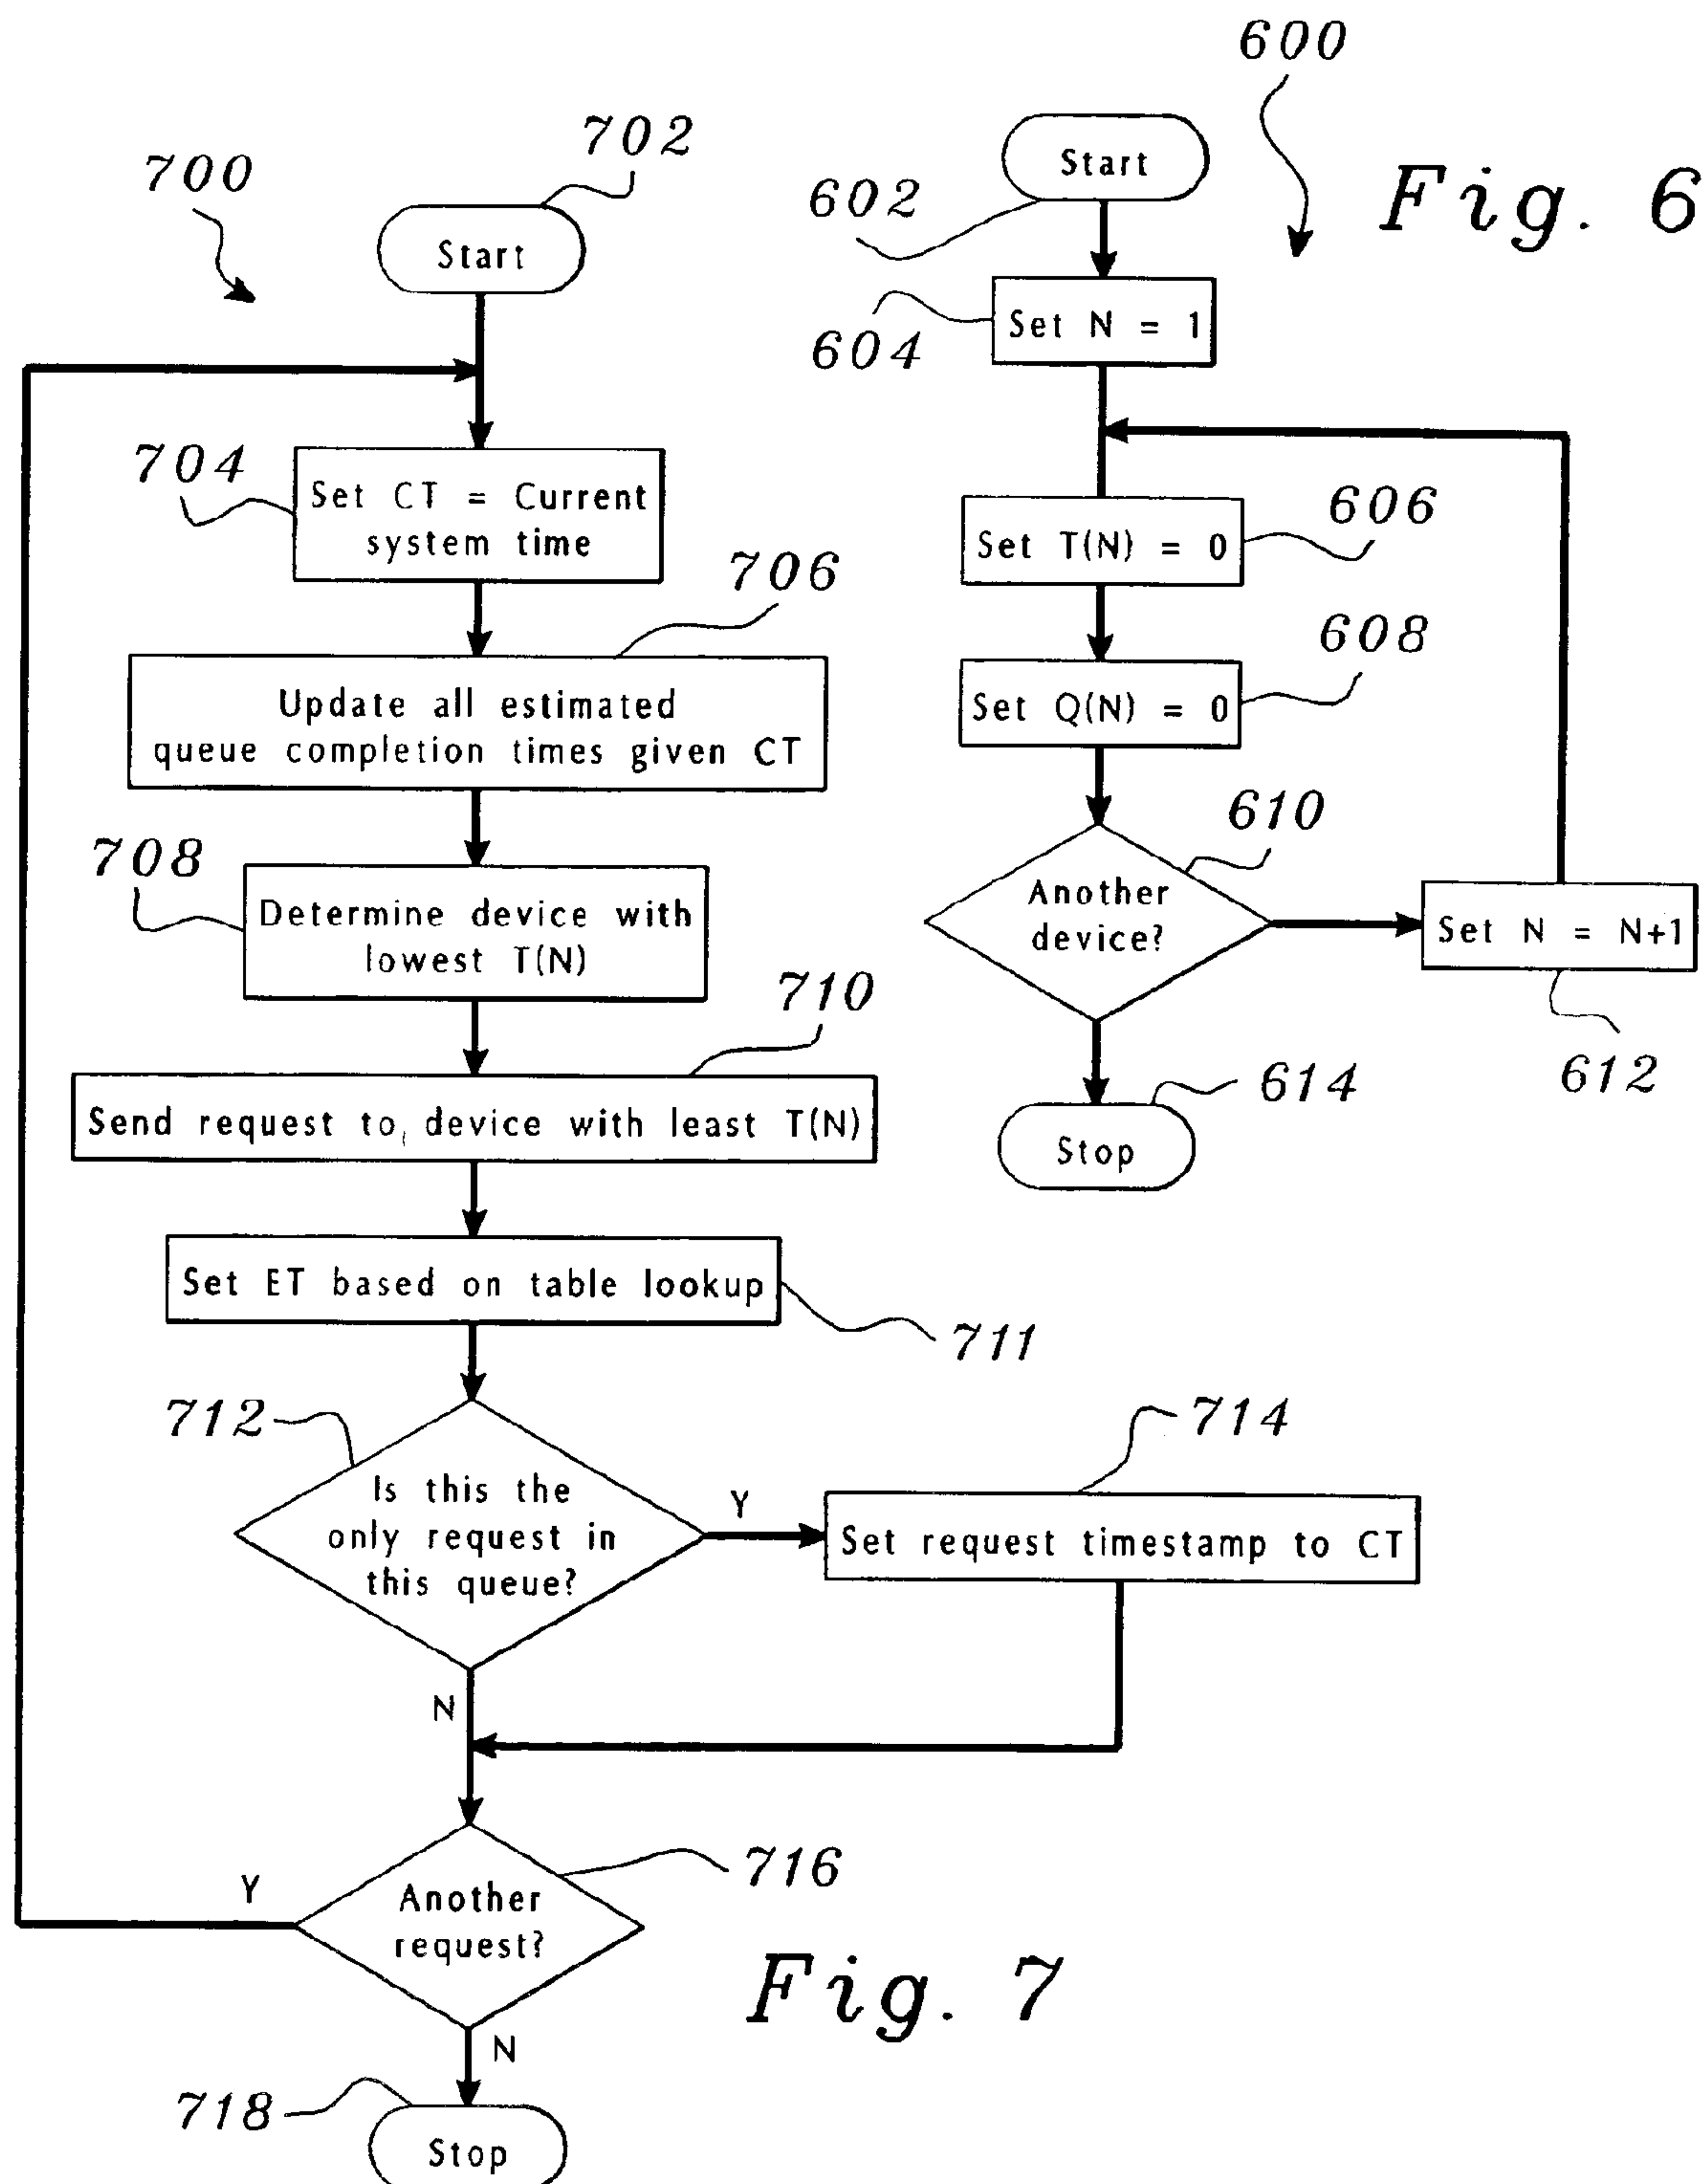 600
702
700
Start
602
Fig. 6
Start
Set N = 1
604
704
Set CT = Current
system time
606
Set T(N) = 0
706
608
Update all estimated
queue completion times given CT
Set Q(N) = 0
610
708
Another
device?
Set N = N+1
Determine device with
lowest T(N)
710
612
614
Send request to device with least T(N)
Stop
Set ET based on table lookup
711
712
714
Is this the
only request in
this queue?
Y
Set request timestamp to CT
N
716
Y
Another
request?
Fig. 7
N
718
Stop